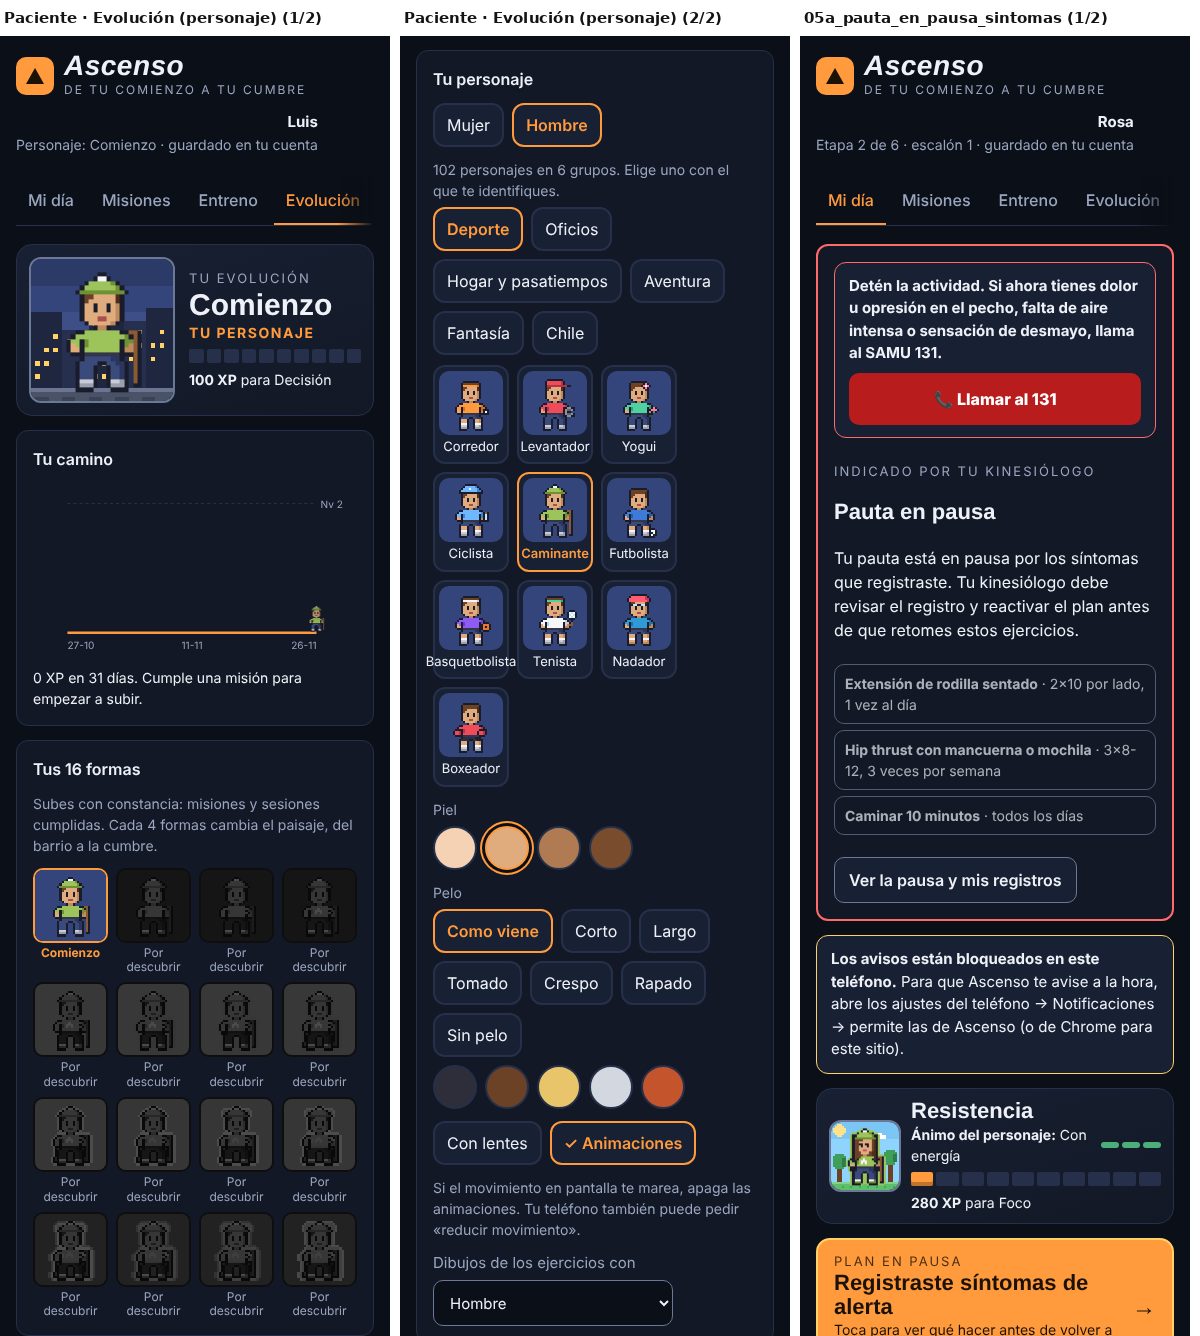 Paciente · Evolución (personaje) (1/2)
Ascenso
DE TU COMIENZO A TU CUMBRE
Luis
Personaje: Comienzo · guardado en tu cuenta
Mi día Misiones Entreno Evolución
TU EVOLUCIÓN
Comienzo
TU PERSONAJE
100 XP para Decisión
Tu camino
Nv 2
27-10 11-11 26-11
0 XP en 31 días. Cumple una misión para
empezar a subir.
Tus 16 formas
Subes con constancia: misiones y sesiones
cumplidas. Cada 4 formas cambia el paisaje, del
barrio a la cumbre.
Comienzo Por descubrir Por descubrir Por descubrir
Por descubrir Por descubrir Por descubrir Por descubrir
Por descubrir Por descubrir Por descubrir Por descubrir
Por descubrir Por descubrir Por descubrir Por descubrir
Paciente · Evolución (personaje) (2/2)
Tu personaje
Mujer Hombre
102 personajes en 6 grupos. Elige uno con el
que te identifiques.
Deporte Oficios
Hogar y pasatiempos Aventura
Fantasía Chile
Corredor Levantador Yogui
Ciclista Caminante Futbolista
Basquetbolista Tenista Nadador
Boxeador
Piel
Pelo
Como viene Corto Largo
Tomado Crespo Rapado
Sin pelo
Con lentes ✓ Animaciones
Si el movimiento en pantalla te marea, apaga las
animaciones. Tu teléfono también puede pedir
«reducir movimiento».
Dibujos de los ejercicios con
Hombre
05a_pauta_en_pausa_sintomas (1/2)
Ascenso
DE TU COMIENZO A TU CUMBRE
Rosa
Etapa 2 de 6 · escalón 1 · guardado en tu cuenta
Mi día Misiones Entreno Evolución
Detén la actividad. Si ahora tienes dolor
u opresión en el pecho, falta de aire
intensa o sensación de desmayo, llama
al SAMU 131.
📞 Llamar al 131
INDICADO POR TU KINESIÓLOGO
Pauta en pausa
Tu pauta está en pausa por los síntomas
que registraste. Tu kinesiólogo debe
revisar el registro y reactivar el plan antes
de que retomes estos ejercicios.
Extensión de rodilla sentado · 2×10 por lado,
1 vez al día
Hip thrust con mancuerna o mochila · 3×8-
12, 3 veces por semana
Caminar 10 minutos · todos los días
Ver la pausa y mis registros
Los avisos están bloqueados en este
teléfono. Para que Ascenso te avise a la hora,
abre los ajustes del teléfono → Notificaciones
→ permite las de Ascenso (o de Chrome para
este sitio).
Resistencia
Ánimo del personaje: Con
energía
280 XP para Foco
PLAN EN PAUSA
Registraste síntomas de
alerta →
Toca para ver qué hacer antes de volver a